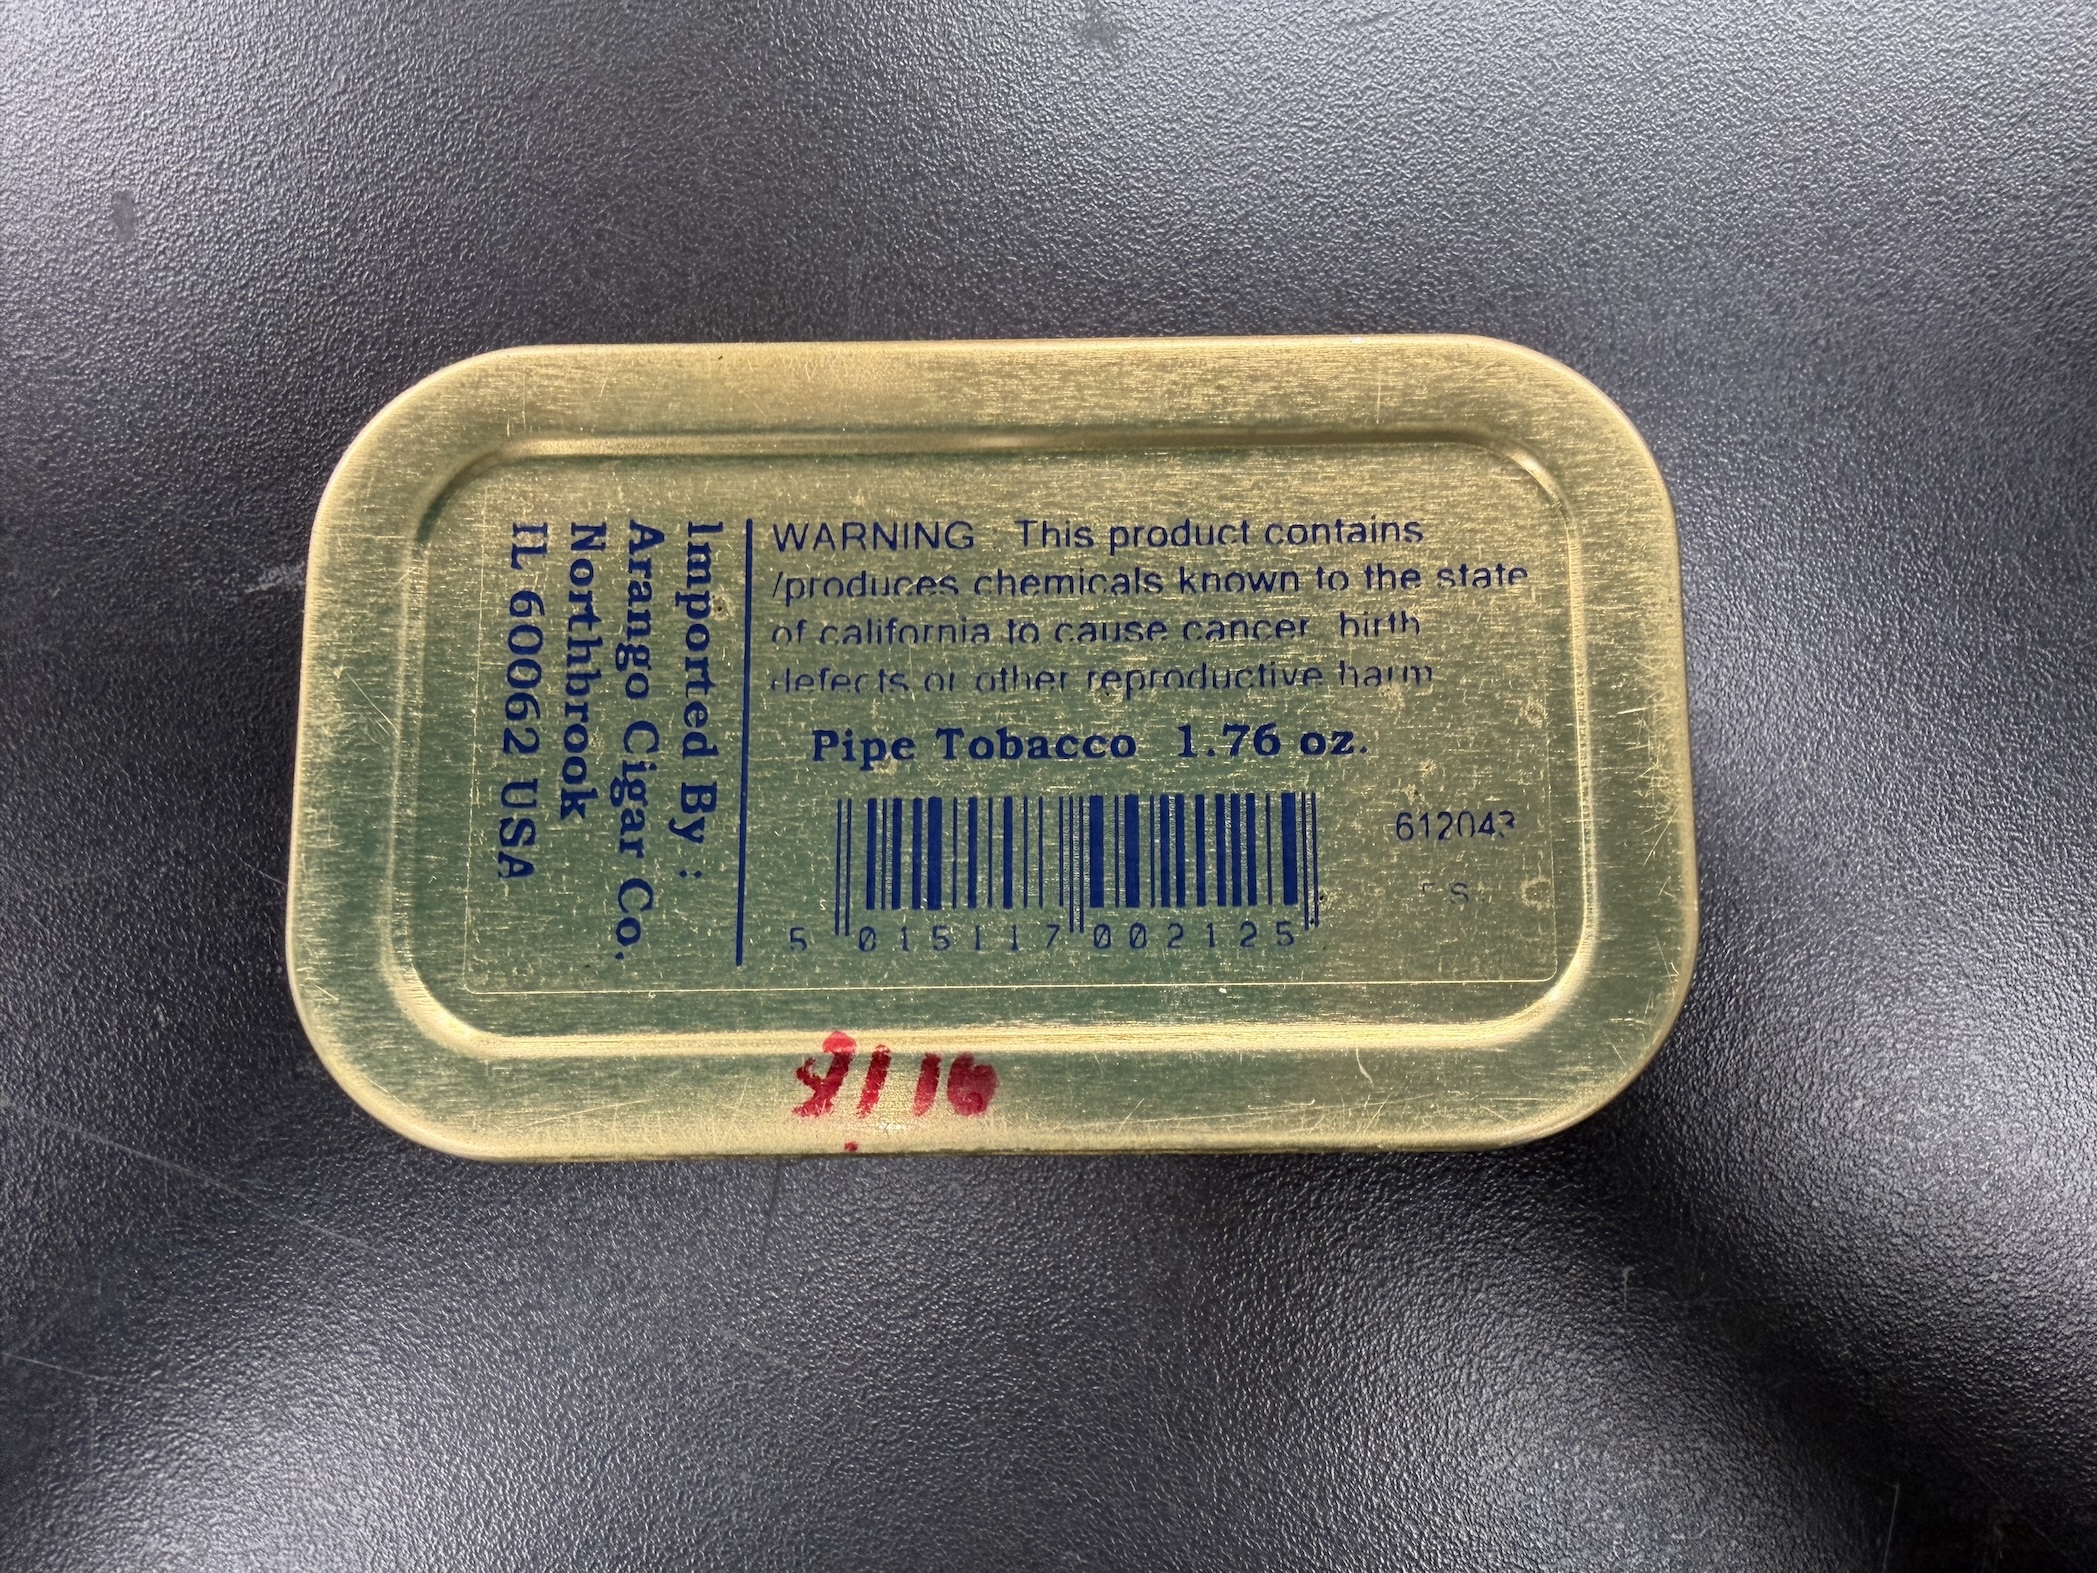 Imported By :
Arango Cigar Co.
Northbrook
IL 60062 USA
WARNING This product contains
/produces chemicals known to the state
of california to cause cancer birth
defects or other reproductive harm
Pipe Tobacco 1.76 oz.
612043
5 015117 002125